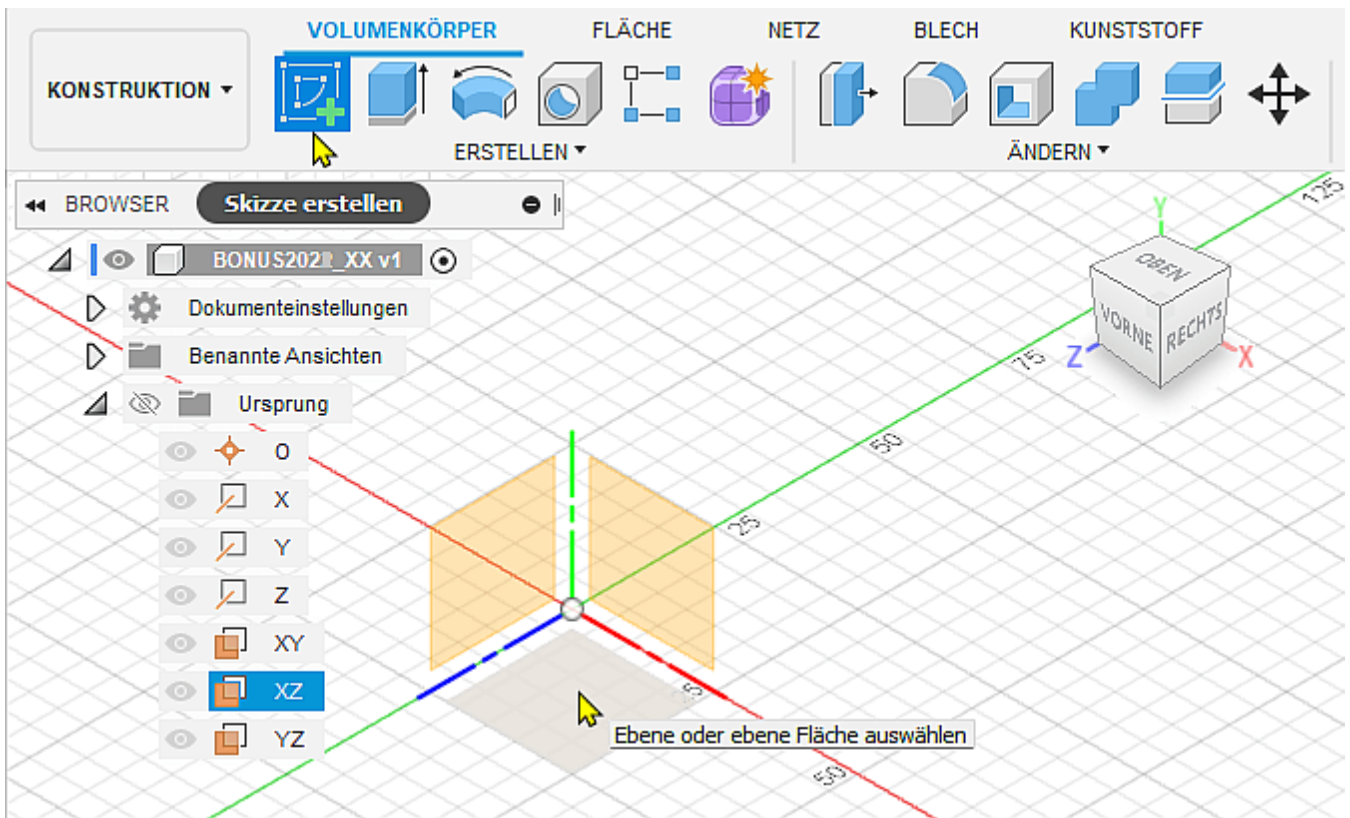 VOLUMENKÖRPER FLÄCHE NETZ BLECH KUNSTSTOFF
KONSTRUKTION
ERSTELLEN ÄNDERN
BROWSER Skizze erstellen
Dokumenteinstellungen
Benannte Ansichten
Ursprung
O
X
Y
Z
XY
XZ
YZ
125
Y
OBEN
VORNE RECHTS
Z X
75
50
25
25
Ebene oder ebene Fläche auswählen
50